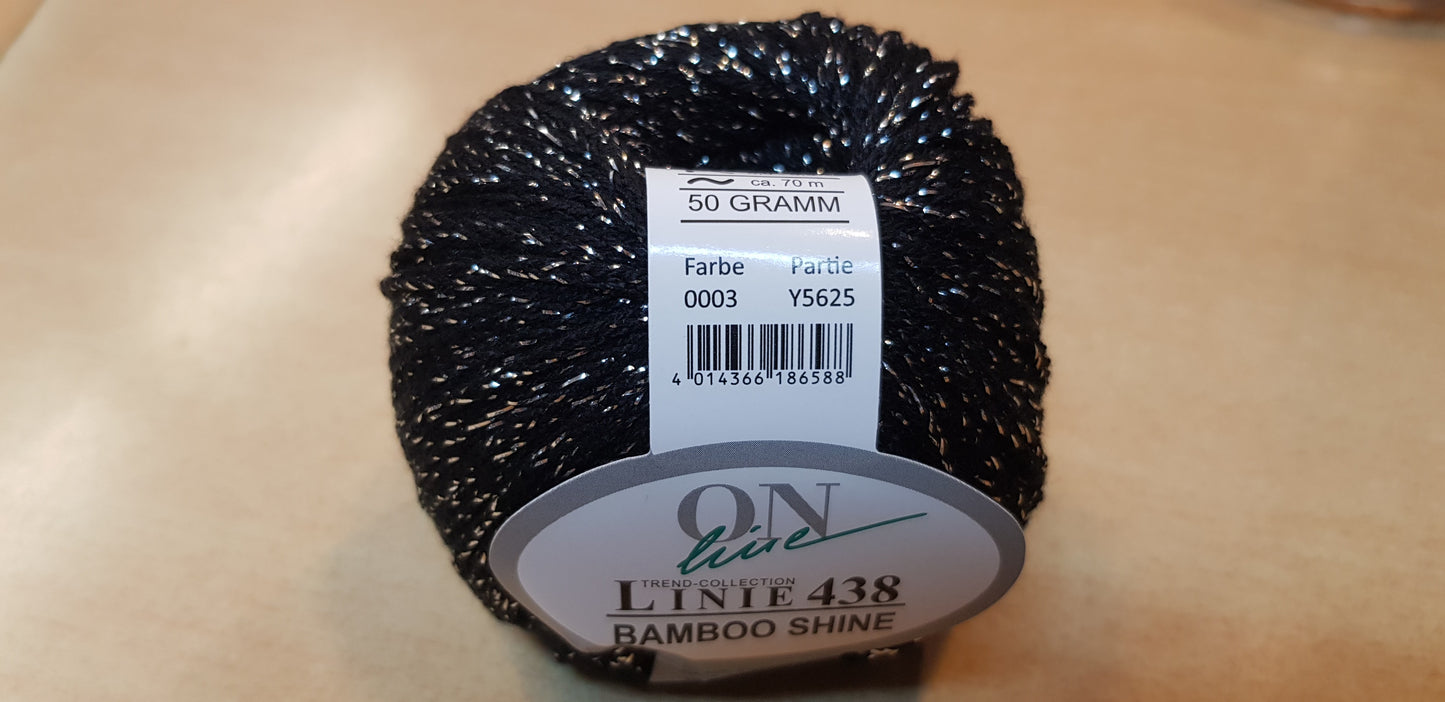 ca. 70 m
50 GRAMM
Farbe Partie
0003 Y5625
4 014366 186588
ON
line
TREND-COLLECTION
LINIE 438
BAMBOO SHINE